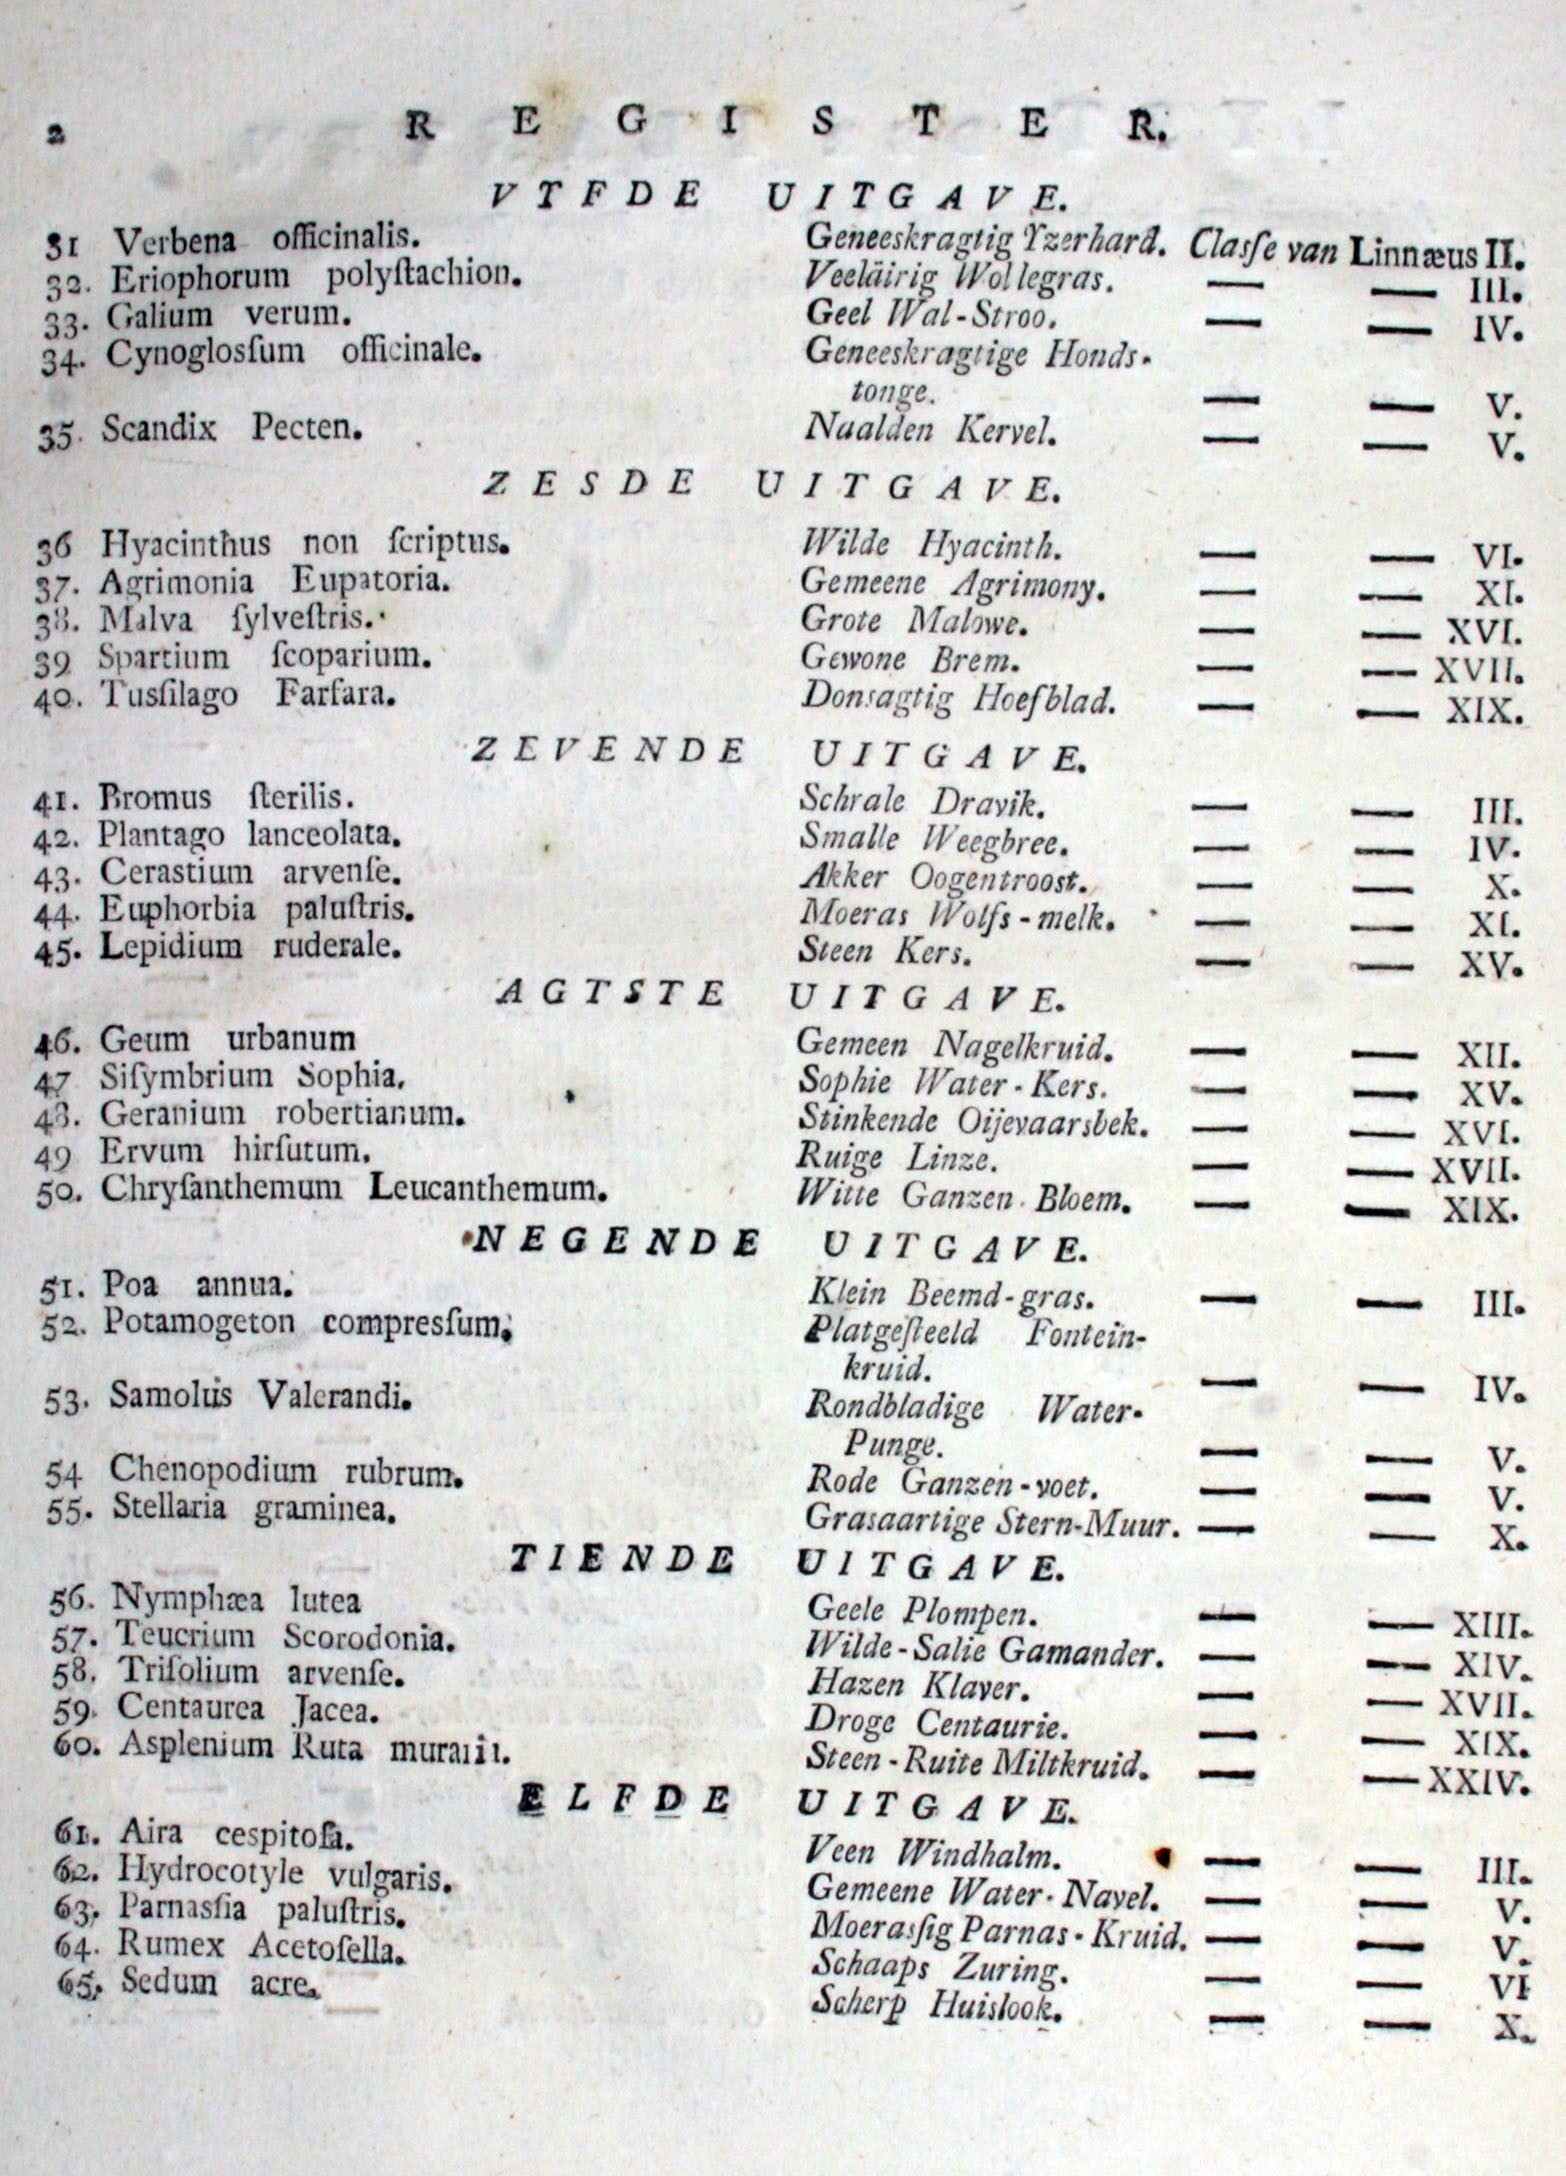 2 REGISTER.
VYFDE UITGAVE.
31 Verbena officinalis. Geneeskragtig Yzerhard. Clasſe van Linnæus II.
32. Eriophorum polyſtachion. Veeläirig Wollegras. — — III.
33. Galium verum. Geel Wal-Stroo. — — IV.
34. Cynoglosſum officinale. Geneeskragtige Honds-
tonge. — — V.
35. Scandix Pecten. Naalden Kervel. — — V.
ZESDE UITGAVE.
36 Hyacinthus non ſcriptus. Wilde Hyacinth. — — VI.
37. Agrimonia Eupatoria. Gemeene Agrimony. — — XI.
38. Malva ſylveſtris. Grote Malowe. — — XVI.
39 Spartium ſcoparium. Gewone Brem. — — XVII.
40. Tusſilago Farfara. Donsagtig Hoefblad. — — XIX.
ZEVENDE UITGAVE.
41. Bromus ſterilis. Schrale Dravik. — — III.
42. Plantago lanceolata. Smalle Weegbree. — — IV.
43. Cerastium arvenſe. Akker Oogentroost. — — X.
44. Euphorbia paluſtris. Moeras Wolfs-melk. — — XI.
45. Lepidium ruderale. Steen Kers. — — XV.
AGTSTE UITGAVE.
46. Geum urbanum Gemeen Nagelkruid. — — XII.
47 Siſymbrium Sophia. Sophie Water-Kers. — — XV.
48. Geranium robertianum. Stinkende Oijevaarsbek. — — XVI.
49 Ervum hirſutum. Ruige Linze. — — XVII.
50. Chryſanthemum Leucanthemum. Witte Ganzen Bloem. — — XIX.
NEGENDE UITGAVE.
51. Poa annua. Klein Beemd-gras. — — III.
52. Potamogeton compresſum. Platgeſteeld Fontein-
kruid. — — IV.
53. Samolus Valerandi. Rondbladige Water-
Punge. — — V.
54 Chenopodium rubrum. Rode Ganzen-voet. — — V.
55. Stellaria graminea. Grasaartige Stern-Muur. — — X.
TIENDE UITGAVE.
56. Nymphæa lutea Geele Plompen. — — XIII.
57. Teucrium Scorodonia. Wilde-Salie Gamander. — — XIV.
58. Trifolium arvenſe. Hazen Klaver. — — XVII.
59. Centaurea Jacea. Droge Centaurie. — — XIX.
60. Asplenium Ruta muraiii. Steen-Ruite Miltkruid. — — XXIV.
ELFDE UITGAVE.
61. Aira cespitoſa. Veen Windhalm. — — III.
62. Hydrocotyle vulgaris. Gemeene Water-Navel. — — V.
63. Parnasſia paluſtris. Moerasſig Parnas-Kruid. — — V.
64. Rumex Acetoſella. Schaaps Zuring. — — VI
65. Sedum acre. Scherp Huislook. — — X.